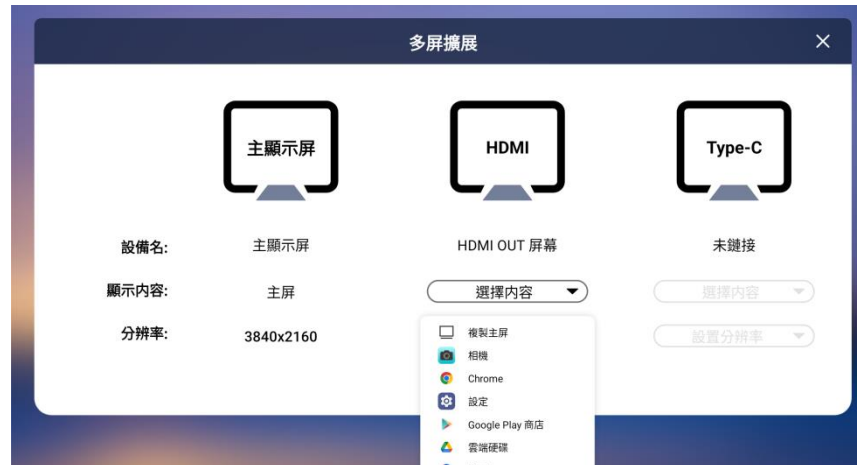 多屏擴展
主顯示屏 HDMI Type-C
設備名: 主顯示屏 HDMI OUT 屏幕 未鏈接
顯示内容: 主屏 選擇内容 選擇内容
分辨率: 3840x2160 設置分辨率
複製主屏
相機
Chrome
設定
Google Play 商店
雲端硬碟